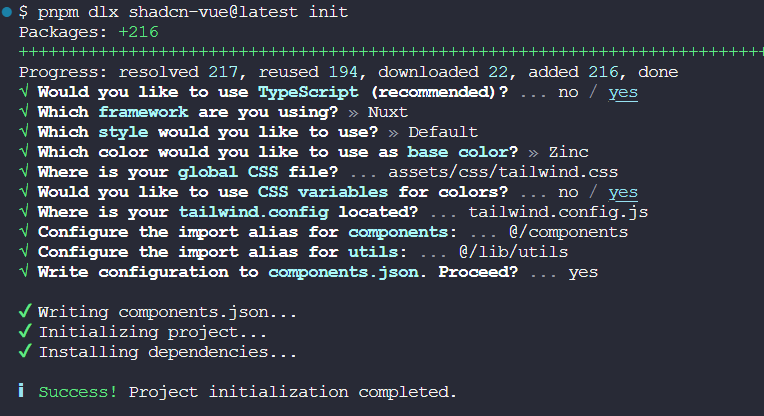 $ pnpm dlx shadcn-vue@latest init
Packages: +216
++++++++++++++++++++++++++++++++++++++++++++++++++++++++++++++++++++++++++
Progress: resolved 217, reused 194, downloaded 22, added 216, done
√ Would you like to use TypeScript (recommended)? ... no / yes
√ Which framework are you using? » Nuxt
√ Which style would you like to use? » Default
√ Which color would you like to use as base color? » Zinc
√ Where is your global CSS file? ... assets/css/tailwind.css
√ Would you like to use CSS variables for colors? ... no / yes
√ Where is your tailwind.config located? ... tailwind.config.js
√ Configure the import alias for components: ... @/components
√ Configure the import alias for utils: ... @/lib/utils
√ Write configuration to components.json. Proceed? ... yes
✔ Writing components.json...
✔ Initializing project...
✔ Installing dependencies...
ℹ Success! Project initialization completed.